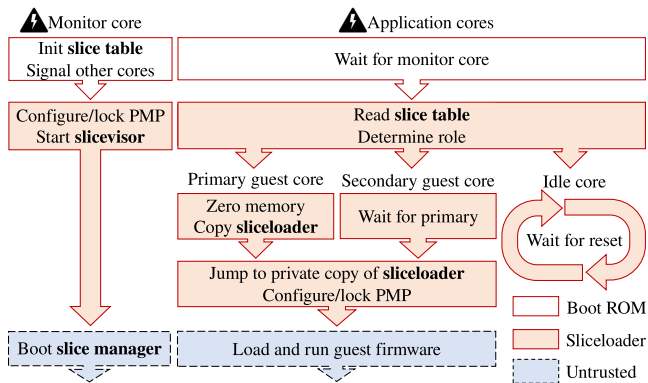 Monitor core
Application cores
Init slice table
Signal other cores
Wait for monitor core
Configure/lock PMP
Start slicevisor
Read slice table
Determine role
Primary guest core
Secondary guest core
Idle core
Zero memory
Copy sliceloader
Wait for primary
Wait for reset
Jump to private copy of sliceloader
Configure/lock PMP
Boot ROM
Sliceloader
Boot slice manager
Load and run guest firmware
Untrusted